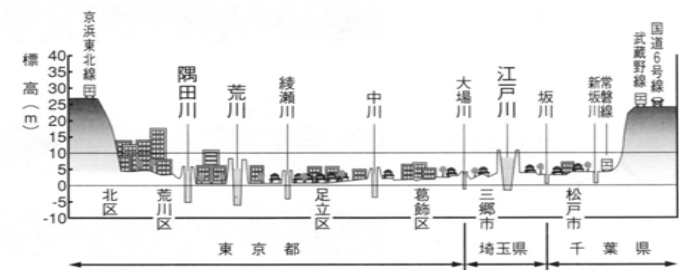 京浜東北線
隅田川
荒川
綾瀬川
中川
大場川
江戸川
坂川
新坂川
常磐線
武蔵野線
国道6号線
標高(m)
40
35
30
25
20
15
10
5
0
-5
-10
北区
荒川区
足立区
葛飾区
三郷市
松戸市
東京都
埼玉県
千葉県